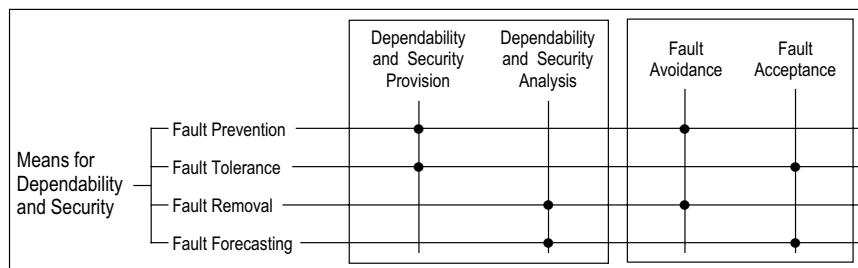 Dependability
and Security
Provision
Dependability
and Security
Analysis
Fault
Avoidance
Fault
Acceptance
Means for
Dependability
and Security
Fault Prevention
Fault Tolerance
Fault Removal
Fault Forecasting